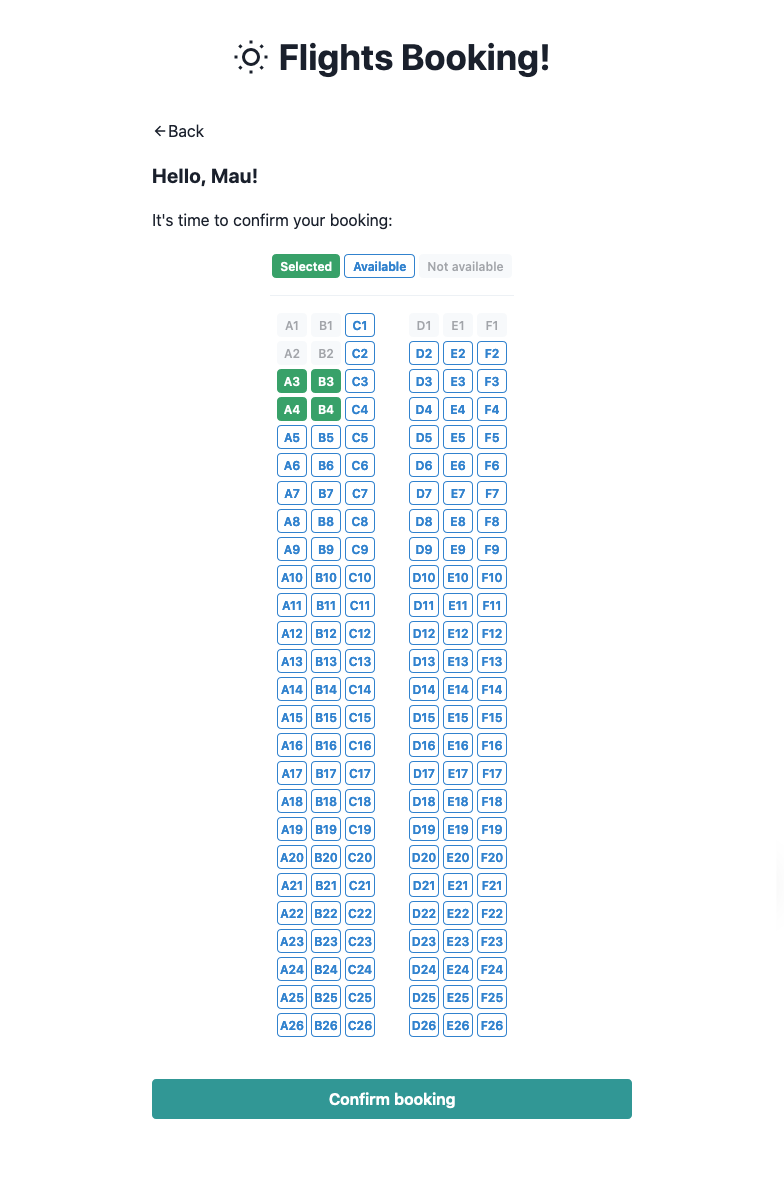 Flights Booking!
Back
Hello, Mau!
It's time to confirm your booking:
Selected Available Not available
A1 B1 C1 D1 E1 F1
A2 B2 C2 D2 E2 F2
A3 B3 C3 D3 E3 F3
A4 B4 C4 D4 E4 F4
A5 B5 C5 D5 E5 F5
A6 B6 C6 D6 E6 F6
A7 B7 C7 D7 E7 F7
A8 B8 C8 D8 E8 F8
A9 B9 C9 D9 E9 F9
A10 B10 C10 D10 E10 F10
A11 B11 C11 D11 E11 F11
A12 B12 C12 D12 E12 F12
A13 B13 C13 D13 E13 F13
A14 B14 C14 D14 E14 F14
A15 B15 C15 D15 E15 F15
A16 B16 C16 D16 E16 F16
A17 B17 C17 D17 E17 F17
A18 B18 C18 D18 E18 F18
A19 B19 C19 D19 E19 F19
A20 B20 C20 D20 E20 F20
A21 B21 C21 D21 E21 F21
A22 B22 C22 D22 E22 F22
A23 B23 C23 D23 E23 F23
A24 B24 C24 D24 E24 F24
A25 B25 C25 D25 E25 F25
A26 B26 C26 D26 E26 F26
Confirm booking